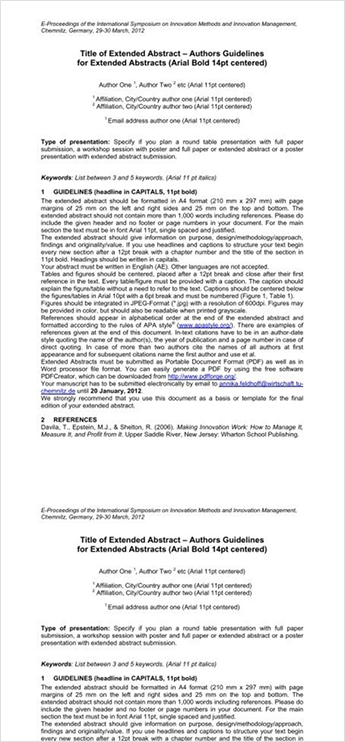 E-Proceedings of the International Symposium on Innovation Methods and Innovation Management,
Chemnitz, Germany, 29-30 March, 2012
Title of Extended Abstract – Authors Guidelines
for Extended Abstracts (Arial Bold 14pt centered)
Author One 1, Author Two 2 etc (Arial 11pt centered)
1 Affiliation, City/Country author one (Arial 11pt centered)
2 Affiliation, City/Country author two (Arial 11pt centered)
1 Email address author one (Arial 11pt centered)
Type of presentation: Specify if you plan a round table presentation with full paper
submission, a workshop session with poster and full paper or extended abstract or a poster
presentation with extended abstract submission.
Keywords: List between 3 and 5 keywords. (Arial 11 pt italics)
1 GUIDELINES (headline in CAPITALS, 11pt bold)
The extended abstract should be formatted in A4 format (210 mm x 297 mm) with page
margins of 25 mm on the left and right sides and 25 mm on the top and bottom. The
extended abstract should not contain more than 1,000 words including references. Please do
include the given header and no footer or page numbers in your document. For the main
section the text must be in font Arial 11pt, single spaced and justified.
The extended abstract should give information on purpose, design/methodology/approach,
findings and originality/value. If you use headlines and captions to structure your text begin
every new section after a 12pt break with a chapter number and the title of the section in
11pt bold. Headings should be written in capitals.
Your abstract must be written in English (AE). Other languages are not accepted.
Tables and figures should be centered, placed after a 12pt break and close after their first
reference in the text. Every table/figure must be provided with a caption. The caption should
explain the figure/table without a need to refer to the text. Captions should be centered below
the figures/tables in Arial 10pt with a 6pt break and must be numbered (Figure 1, Table 1).
Figures should be integrated in JPEG-Format (*.jpg) with a resolution of 600dpi. Figures may
be provided in color, but should also be readable when printed grayscale.
References should appear in alphabetical order at the end of the extended abstract and
formatted according to the rules of APA style® (www.apastyle.org/). There are examples of
references given at the end of this document. In-text citations have to be in an author-date
style quoting the name of the author(s), the year of publication and a page number in case of
direct quoting. In case of more than two authors cite the names of all authors at first
appearance and for subsequent citations name the first author and use et al.
Extended Abstracts must be submitted as Portable Document Format (PDF) as well as in
Word processor file format. You can easily generate a PDF by using the free software
PDFCreator, which can be downloaded from http://www.pdfforge.org/.
Your manuscript has to be submitted electronically by email to annika.feldhoff@wirtschaft.tu-
chemnitz.de until 20 January, 2012.
We strongly recommend that you use this document as a basis or template for the final
edition of your extended abstract.
2 REFERENCES
Davila, T., Epstein, M.J., & Shelton, R. (2006). Making Innovation Work: How to Manage It,
Measure It, and Profit from It. Upper Saddle River, New Jersey: Wharton School Publishing.
E-Proceedings of the International Symposium on Innovation Methods and Innovation Management,
Chemnitz, Germany, 29-30 March, 2012
Title of Extended Abstract – Authors Guidelines
for Extended Abstracts (Arial Bold 14pt centered)
Author One 1, Author Two 2 etc (Arial 11pt centered)
1 Affiliation, City/Country author one (Arial 11pt centered)
2 Affiliation, City/Country author two (Arial 11pt centered)
1 Email address author one (Arial 11pt centered)
Type of presentation: Specify if you plan a round table presentation with full paper
submission, a workshop session with poster and full paper or extended abstract or a poster
presentation with extended abstract submission.
Keywords: List between 3 and 5 keywords. (Arial 11 pt italics)
1 GUIDELINES (headline in CAPITALS, 11pt bold)
The extended abstract should be formatted in A4 format (210 mm x 297 mm) with page
margins of 25 mm on the left and right sides and 25 mm on the top and bottom. The
extended abstract should not contain more than 1,000 words including references. Please do
include the given header and no footer or page numbers in your document. For the main
section the text must be in font Arial 11pt, single spaced and justified.
The extended abstract should give information on purpose, design/methodology/approach,
findings and originality/value. If you use headlines and captions to structure your text begin
every new section after a 12pt break with a chapter number and the title of the section in